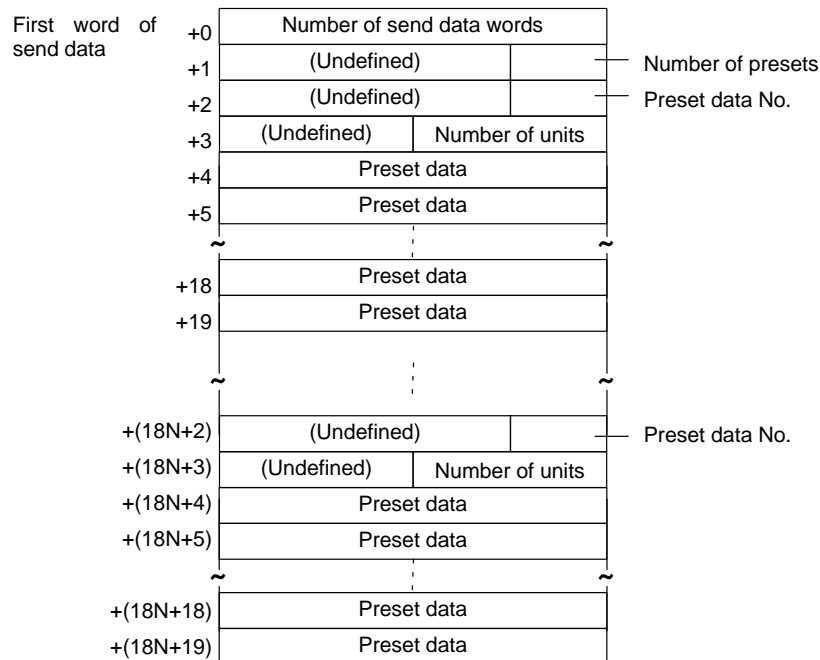 First word of
send data
+0 Number of send data words
+1 (Undefined) Number of presets
+2 (Undefined) Preset data No.
+3 (Undefined) Number of units
+4 Preset data
+5 Preset data
~ ~
+18 Preset data
+19 Preset data
~ ~
+(18N+2) (Undefined) Preset data No.
+(18N+3) (Undefined) Number of units
+(18N+4) Preset data
+(18N+5) Preset data
~ ~
+(18N+18) Preset data
+(18N+19) Preset data